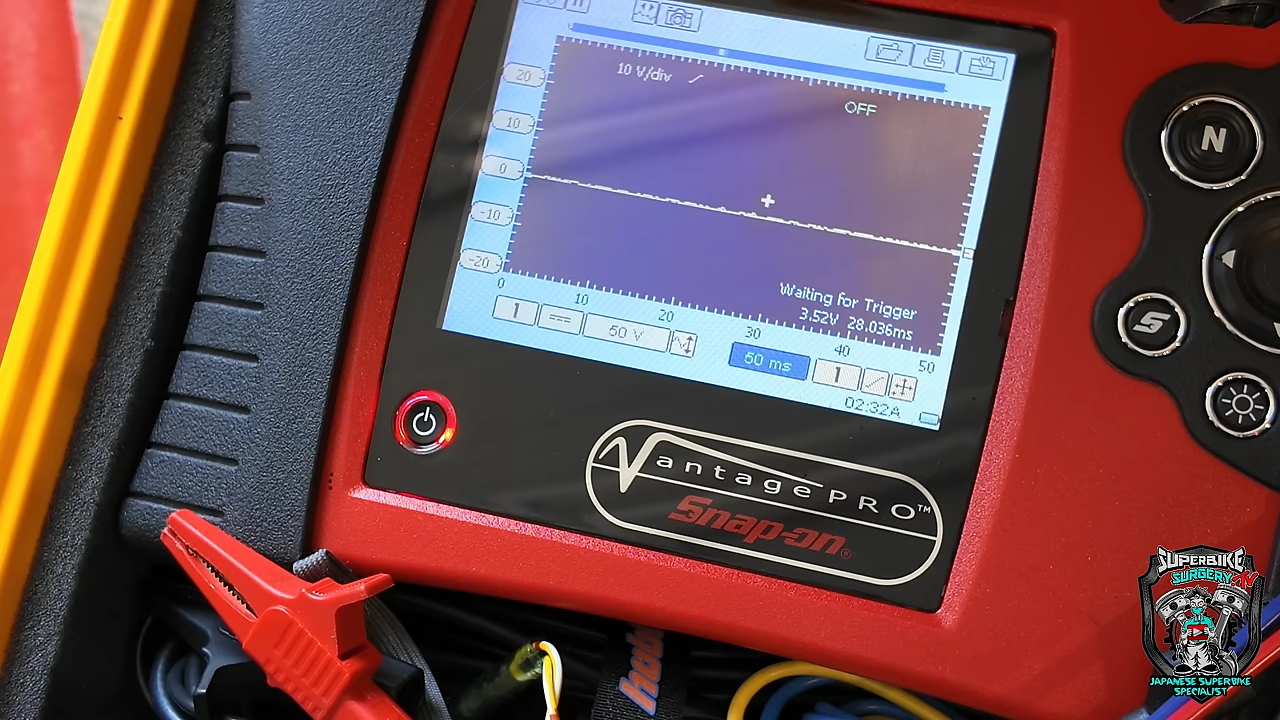 20
10 V/div
OFF
10
0
-10
-20
Waiting for Trigger
3.52V 28.036ms
0
10
20
30
40
50
1
50 V
50 ms
1
02:32A
N
S
VantagePRO™
Snap-on®
SUPERBIKE
SURGERY TV
JAPANESE SUPERBIKE
SPECIALIST